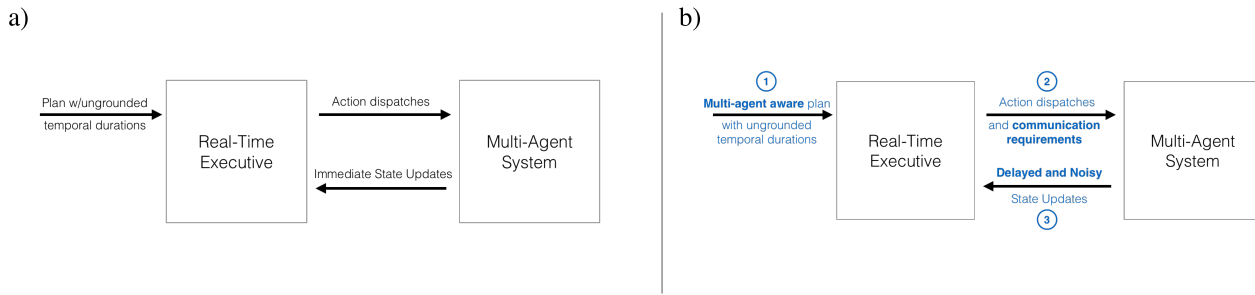 a)
Plan w/ungrounded
temporal durations
Real-Time
Executive
Action dispatches
Immediate State Updates
Multi-Agent
System
b)
1
Multi-agent aware plan
with ungrounded
temporal durations
Real-Time
Executive
2
Action dispatches
and communication
requirements
Delayed and Noisy
State Updates
3
Multi-Agent
System